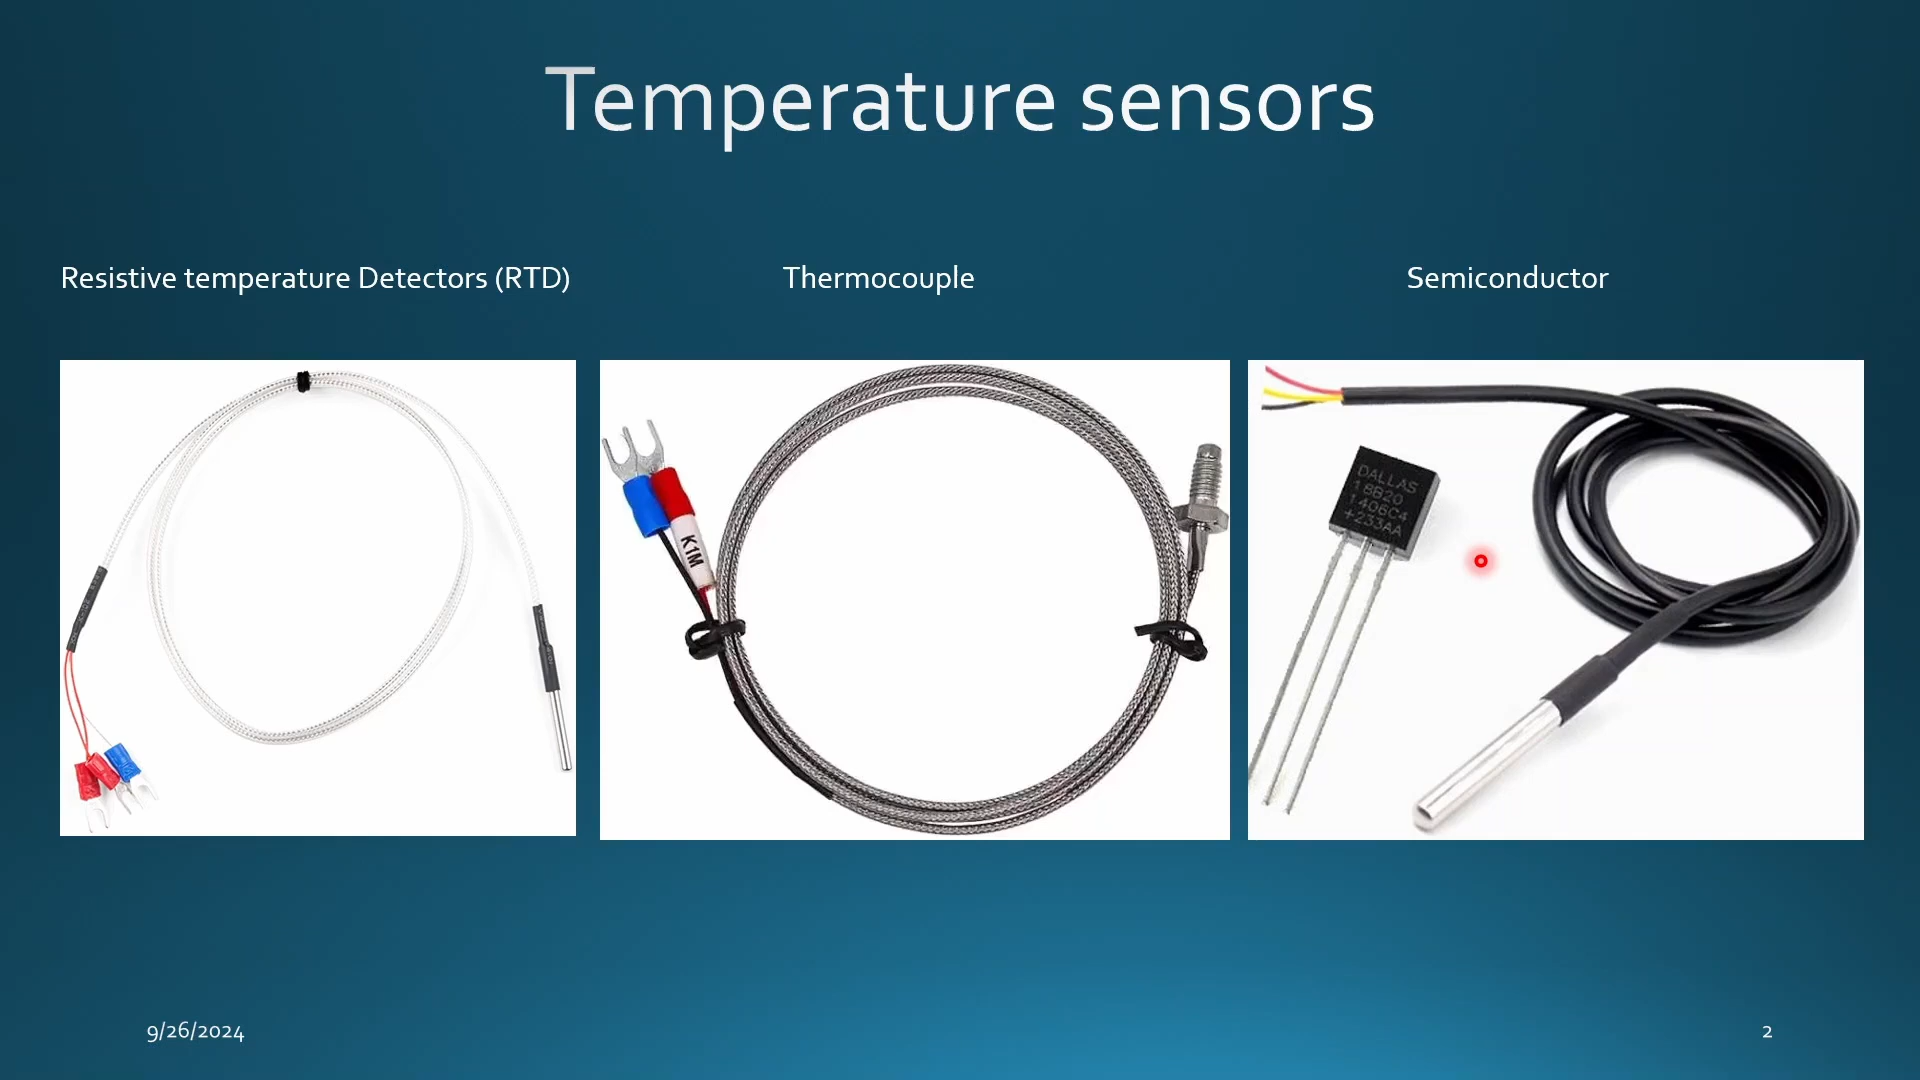 Temperature sensors
Resistive temperature Detectors (RTD)
Thermocouple
Semiconductor
K1M
DALLAS
18B20
1406C4
+233AA
9/26/2024
2